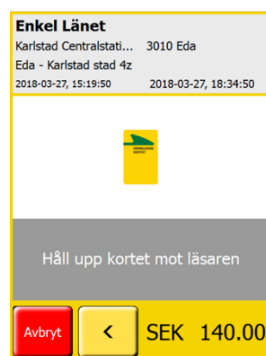 Enkel Länet
Karlstad Centralstati... 3010 Eda
Eda - Karlstad stad 4z
2018-03-27, 15:19:50 2018-03-27, 18:34:50
Håll upp kortet mot läsaren
Avbryt < SEK 140.00